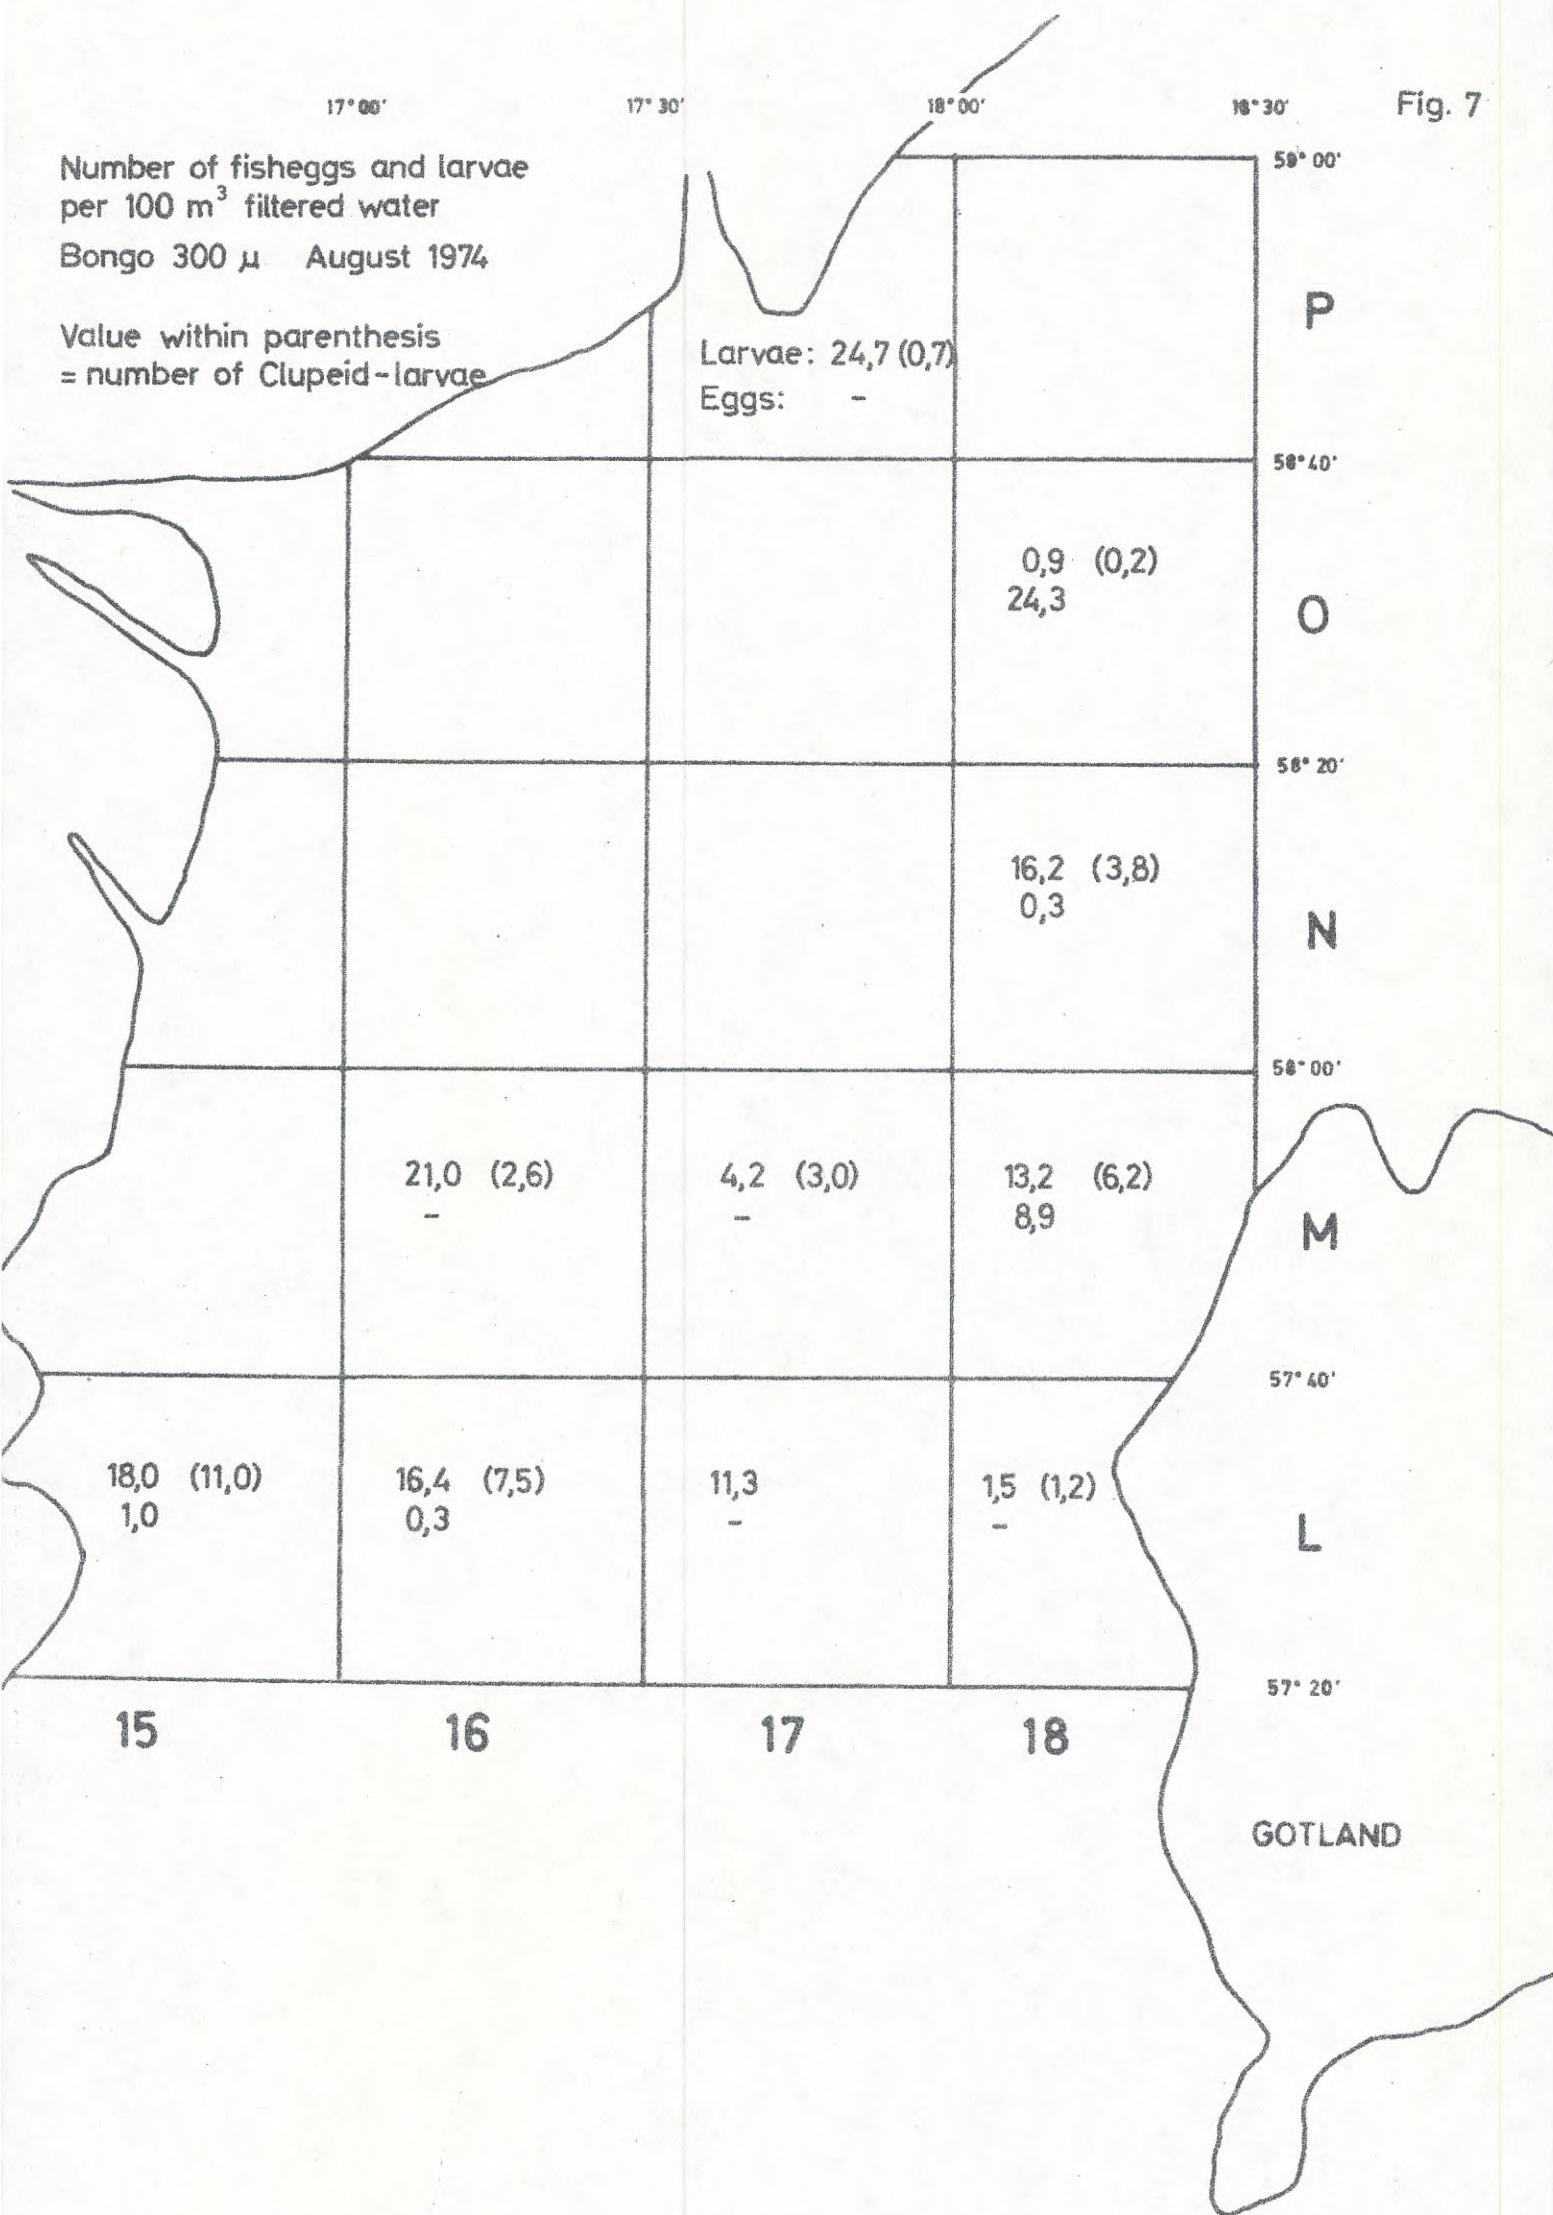 17°00' 17°30' 18°00' 18°30' Fig. 7
Number of fisheggs and larvae
per 100 m³ filtered water
Bongo 300 µ August 1974
Value within parenthesis
= number of Clupeid-larvae
59°00'
P
Larvae: 24,7 (0,7)
Eggs: -
58°40'
0,9 (0,2)
24,3
O
58°20'
16,2 (3,8)
0,3
N
58°00'
21,0 (2,6) 4,2 (3,0) 13,2 (6,2)
- - 8,9
M
57°40'
18,0 (11,0) 16,4 (7,5) 11,3 1,5 (1,2)
1,0 0,3 - -
L
57°20'
15 16 17 18
GOTLAND